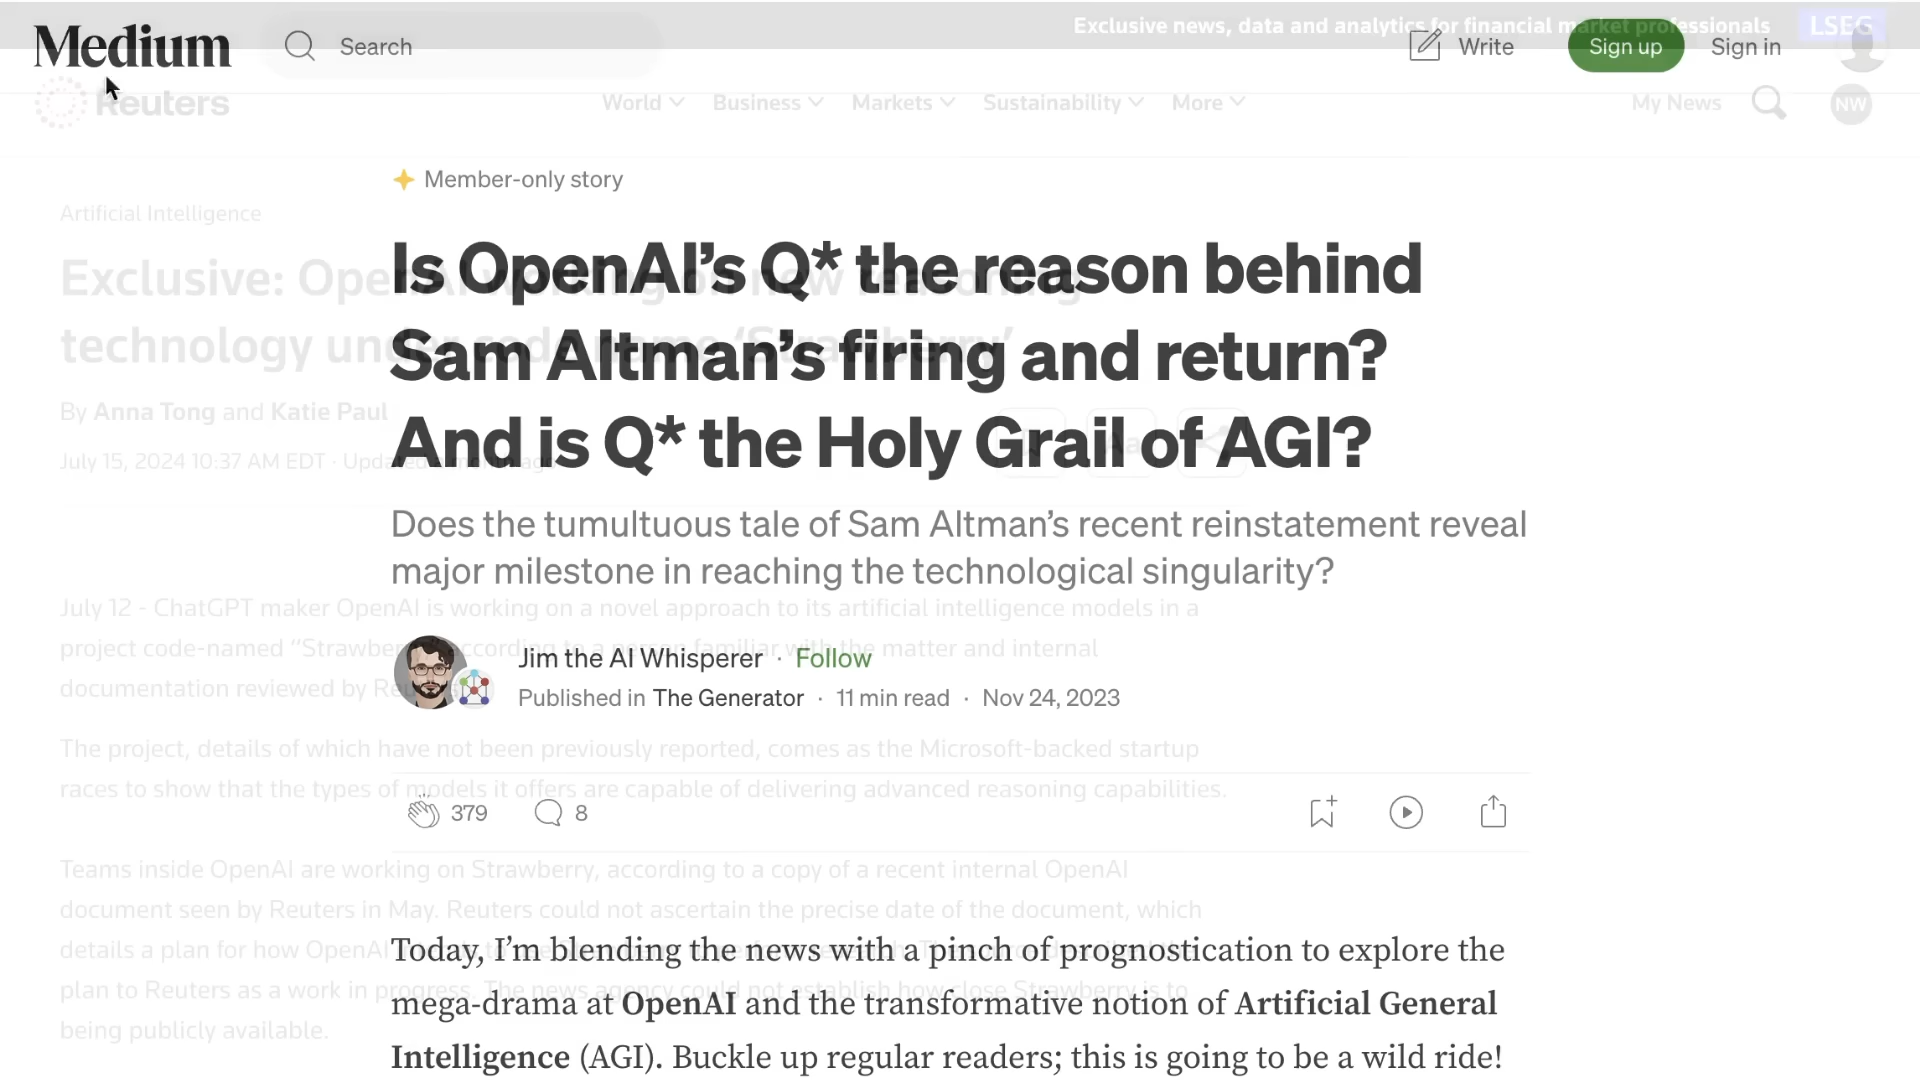 Exclusive news, data and analytics for financial market professionals LSEG
Medium Search Write Sign up Sign in
Reuters World Business Markets Sustainability More My News NW
Member-only story
Artificial Intelligence
Is OpenAI’s Q* the reason behind
Sam Altman’s firing and return?
And is Q* the Holy Grail of AGI?
Does the tumultuous tale of Sam Altman’s recent reinstatement reveal
major milestone in reaching the technological singularity?
Jim the AI Whisperer · Follow
Published in The Generator · 11 min read · Nov 24, 2023
379 8
Today, I’m blending the news with a pinch of prognostication to explore the
mega-drama at OpenAI and the transformative notion of Artificial General
Intelligence (AGI). Buckle up regular readers; this is going to be a wild ride!
Exclusive: OpenAI working on new reasoning
technology under code name ‘Strawberry’
By Anna Tong and Katie Paul
July 15, 2024 10:37 AM EDT · Updated a month ago
Aa
July 12 - ChatGPT maker OpenAI is working on a novel approach to its artificial intelligence models in a
project code-named “Strawberry,” according to a person familiar with the matter and internal
documentation reviewed by Reuters.
The project, details of which have not been previously reported, comes as the Microsoft-backed startup
races to show that the types of models it offers are capable of delivering advanced reasoning capabilities.
Teams inside OpenAI are working on Strawberry, according to a copy of a recent internal OpenAI
document seen by Reuters in May. Reuters could not ascertain the precise date of the document, which
details a plan for how OpenAI
plan to Reuters as a work in progress. The news agency could not establish how close Strawberry is to
being publicly available.